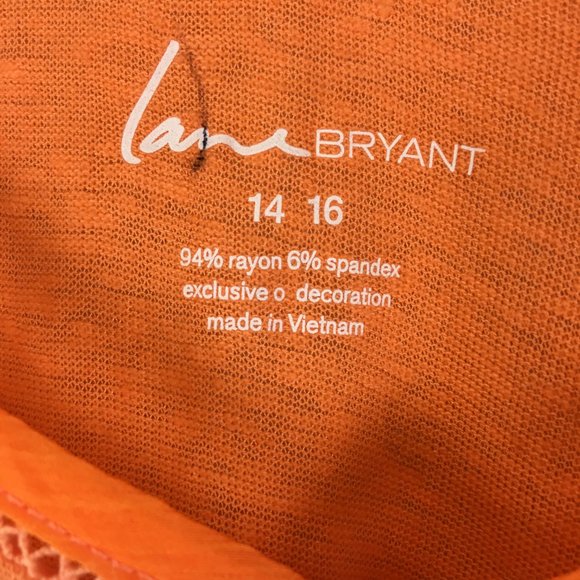 lane BRYANT
14 16
94% rayon 6% spandex
exclusive o decoration
made in Vietnam